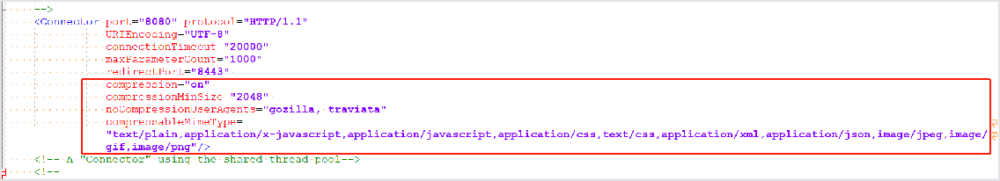 -->
<Connector port="8080" protocol="HTTP/1.1"
URIEncoding="UTF-8"
connectionTimeout="20000"
maxParameterCount="1000"
redirectPort="8443"
compression="on"
compressionMinSize="2048"
noCompressionUserAgents="gozilla, traviata"
compressableMimeType=
"text/plain,application/x-javascript,application/javascript,application/css,text/css,application/xml,application/json,image/jpeg,image/
gif,image/png"/>
<!-- A "Connector" using the shared thread pool-->
<!--